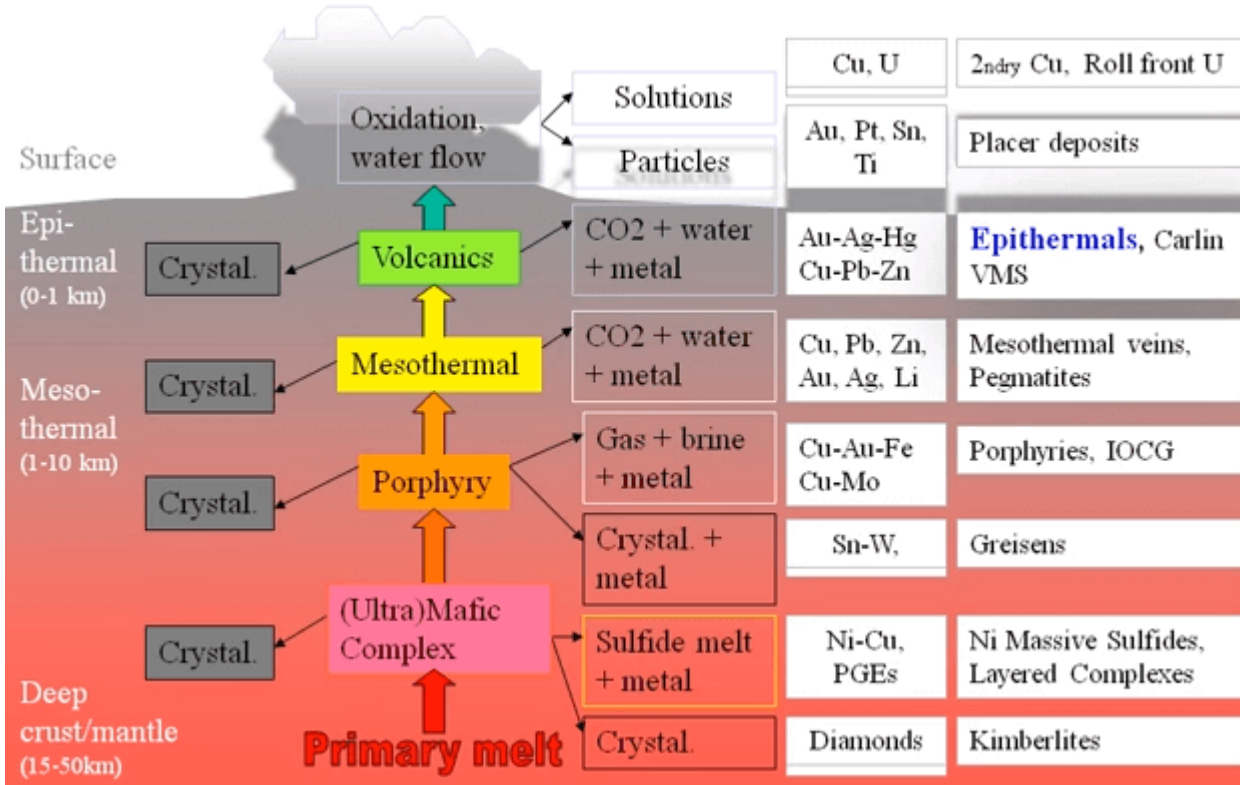 Cu, U
2ndry Cu, Roll front U
Solutions
Oxidation,
water flow
Au, Pt, Sn,
Ti
Placer deposits
Surface
Particles
Solutions
Epi-
thermal
(0-1 km)
Crystal.
Volcanics
CO2 + water
+ metal
Au-Ag-Hg
Cu-Pb-Zn
Epithermals, Carlin
VMS
Meso-
thermal
(1-10 km)
Crystal.
Mesothermal
CO2 + water
+ metal
Cu, Pb, Zn,
Au, Ag, Li
Mesothermal veins,
Pegmatites
Crystal.
Porphyry
Gas + brine
+ metal
Cu-Au-Fe
Cu-Mo
Porphyries, IOCG
Crystal. +
metal
Sn-W,
Greisens
(Ultra)Mafic
Complex
Crystal.
Sulfide melt
+ metal
Ni-Cu,
PGEs
Ni Massive Sulfides,
Layered Complexes
Deep
crust/mantle
(15-50km)
Primary melt
Crystal.
Diamonds
Kimberlites